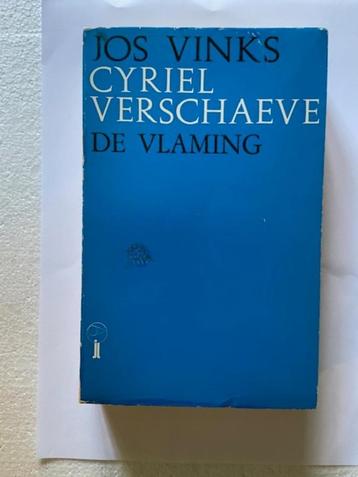 JOS VINKS
CYRIEL
VERSCHAEVE
DE VLAMING